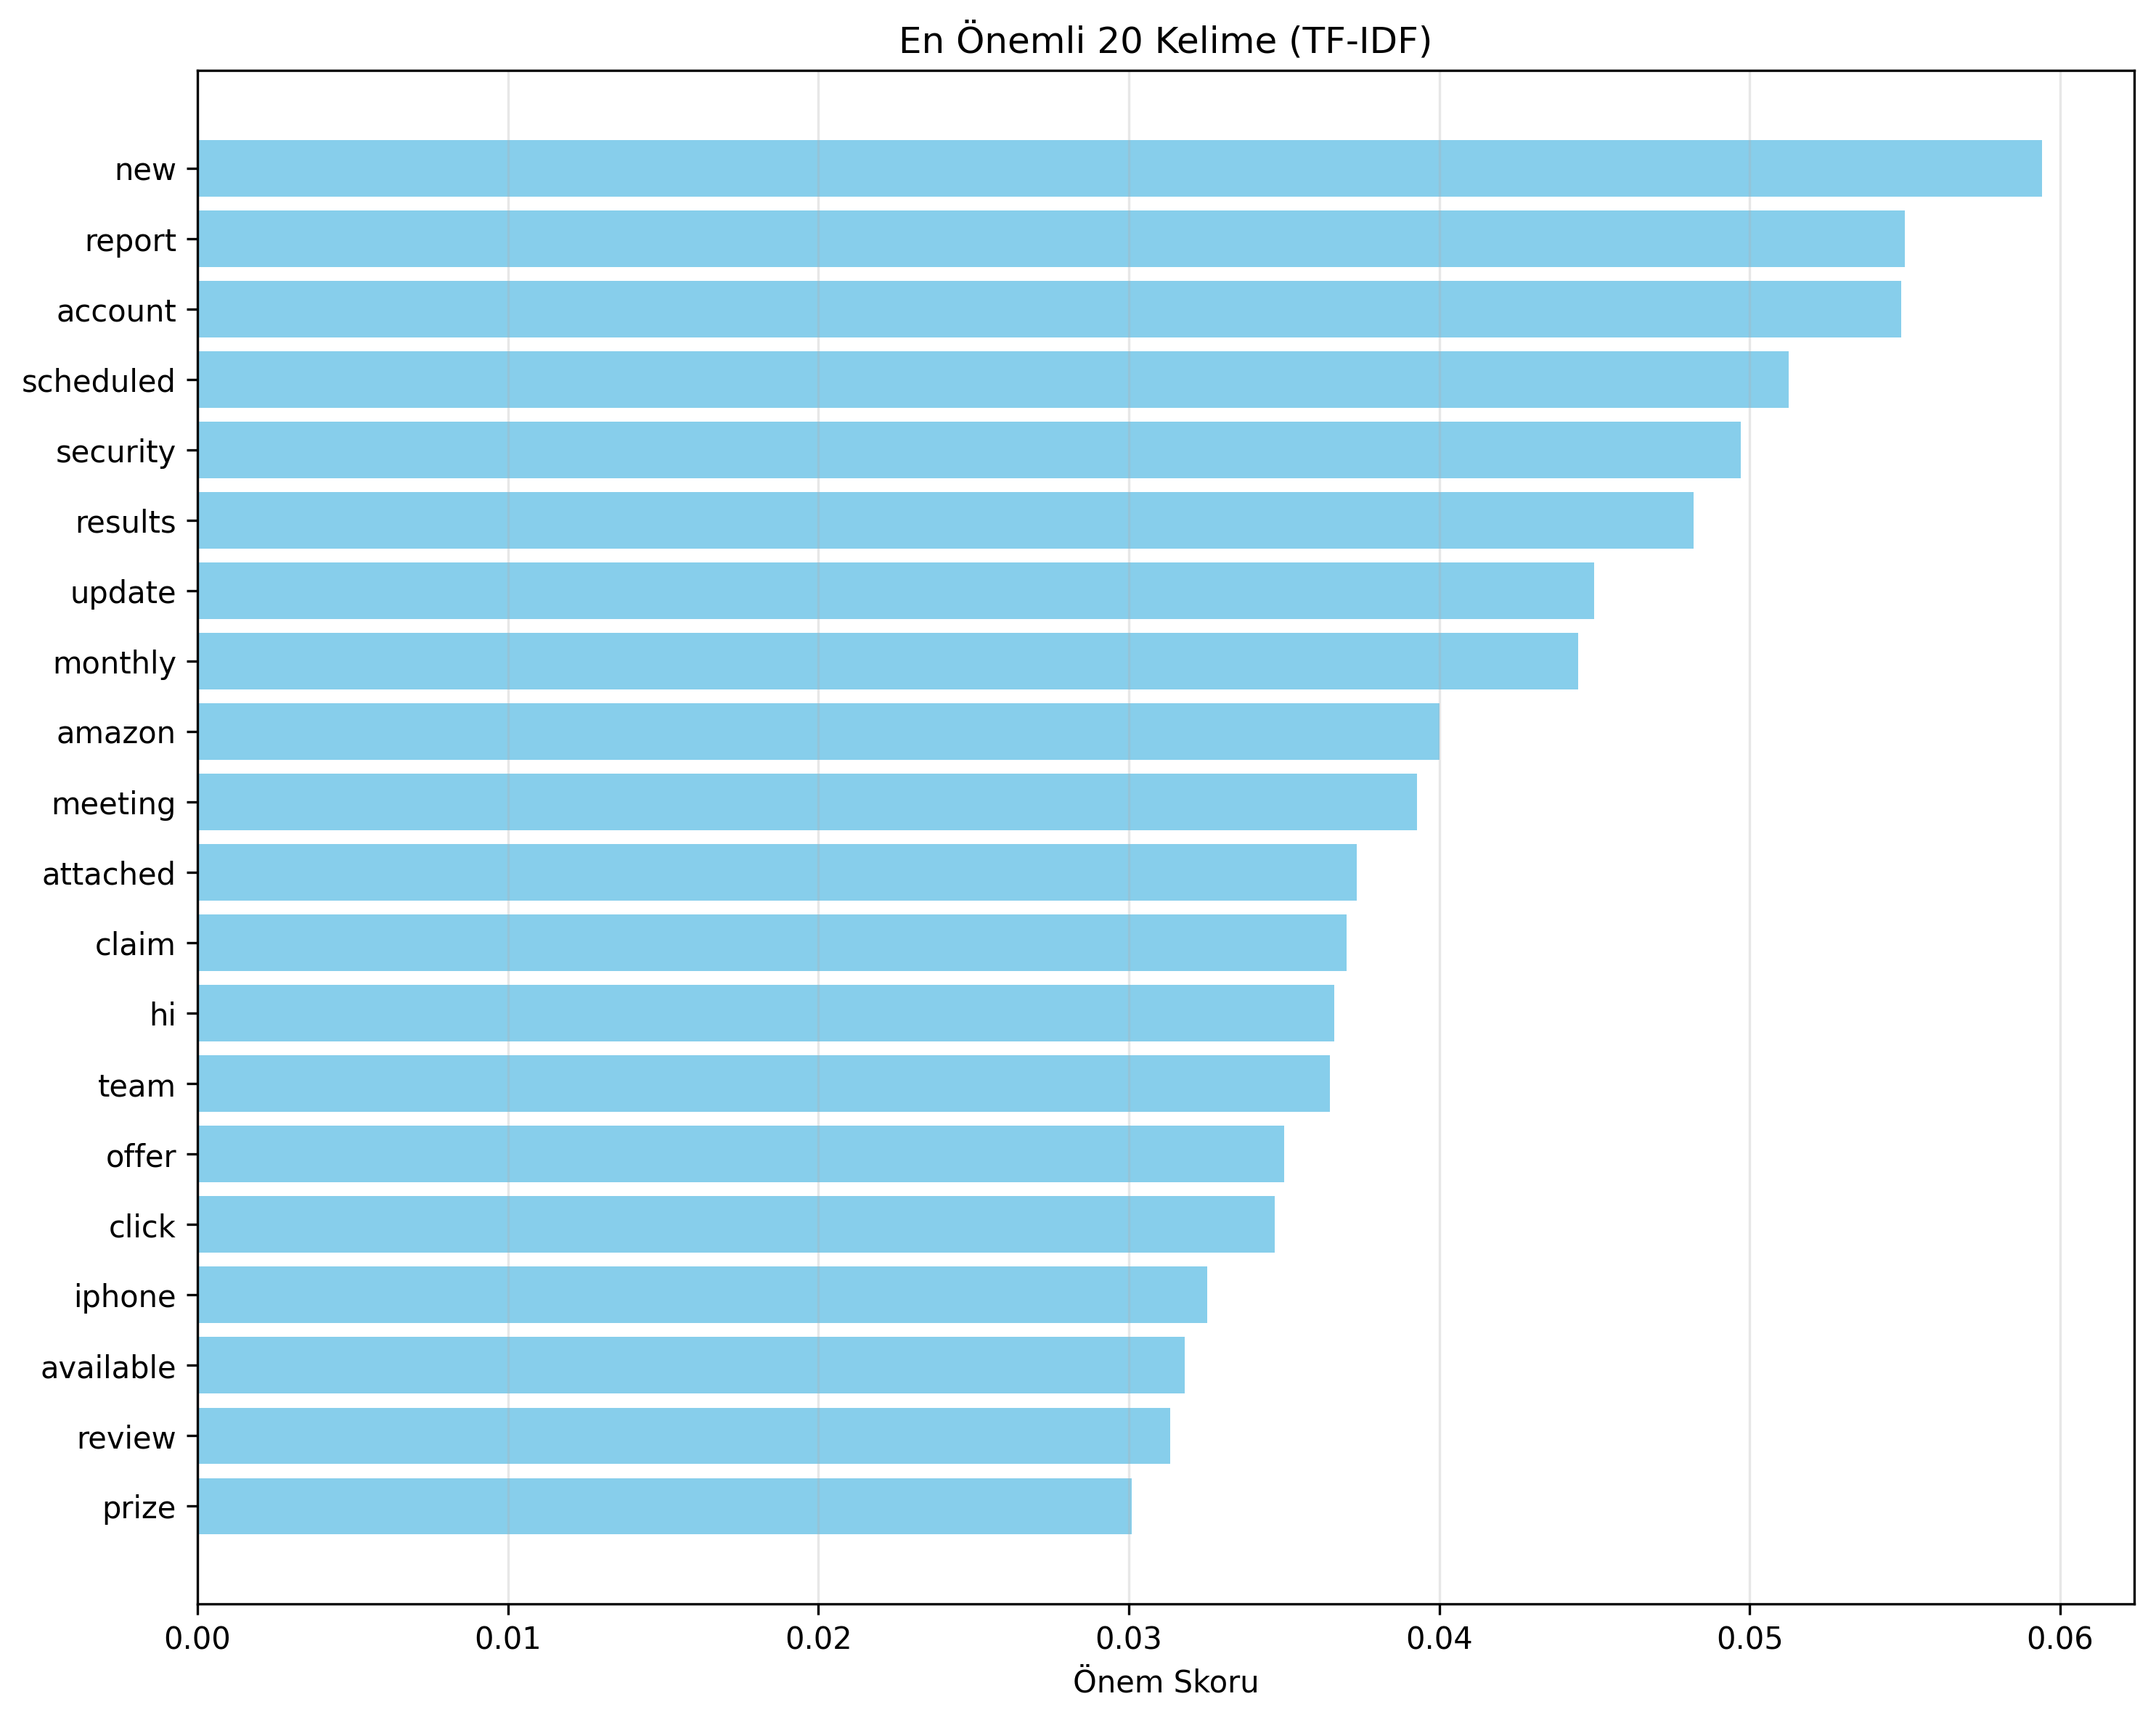 En Önemli 20 Kelime (TF-IDF)
new
report
account
scheduled
security
results
update
monthly
amazon
meeting
attached
claim
hi
team
offer
click
iphone
available
review
prize
0.00 0.01 0.02 0.03 0.04 0.05 0.06
Önem Skoru